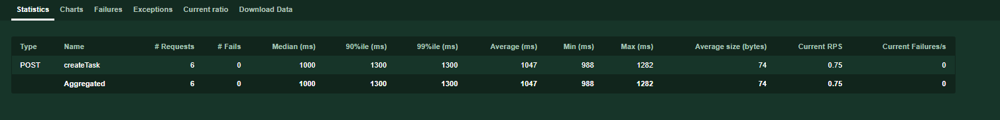 Statistics Charts Failures Exceptions Current ratio Download Data
Type Name # Requests # Fails Median (ms) 90%ile (ms) 99%ile (ms) Average (ms) Min (ms) Max (ms) Average size (bytes) Current RPS Current Failures/s
POST createTask 6 0 1000 1300 1300 1047 988 1282 74 0.75 0
Aggregated 6 0 1000 1300 1300 1047 988 1282 74 0.75 0